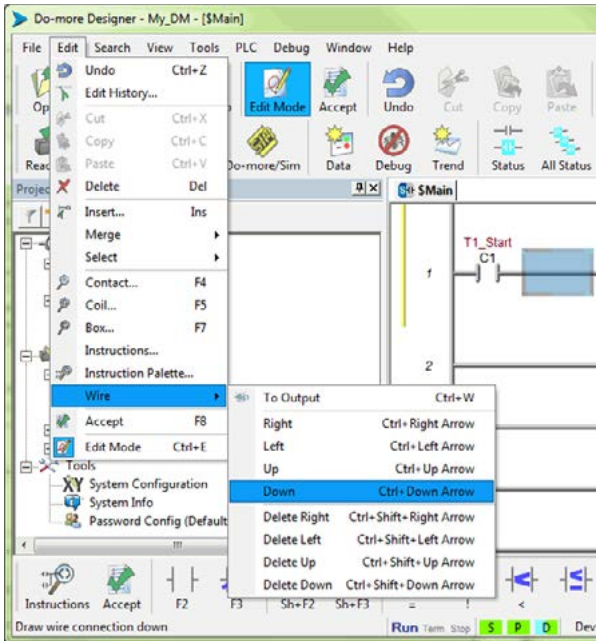 Do-more Designer - My_DM - [$Main]
File Edit Search View Tools PLC Debug Window Help
Undo Ctrl+Z
Edit History...
Cut Ctrl+X
Copy Ctrl+C
Paste Ctrl+V
Delete Del
Insert... Ins
Merge
Select
Contact... F4
Coil... F5
Box... F7
Instructions...
Instruction Palette...
Wire
Accept F8
Edit Mode Ctrl+E
Edit Mode Accept Undo Cut Copy Paste
Do-more/Sim Data Debug Trend Status All Status
$Main
T1_Start
C1
1
2
To Output Ctrl+W
Right Ctrl+Right Arrow
Left Ctrl+Left Arrow
Up Ctrl+Up Arrow
Down Ctrl+Down Arrow
Delete Right Ctrl+Shift+Right Arrow
Delete Left Ctrl+Shift+Left Arrow
Delete Up Ctrl+Shift+Up Arrow
Delete Down Ctrl+Shift+Down Arrow
Tools
XY System Configuration
System Info
Password Config (Default
Instructions Accept F2 F3 Sh+F2 Sh+F3 = ! <
Draw wire connection down Run Term Stop S P D Dev